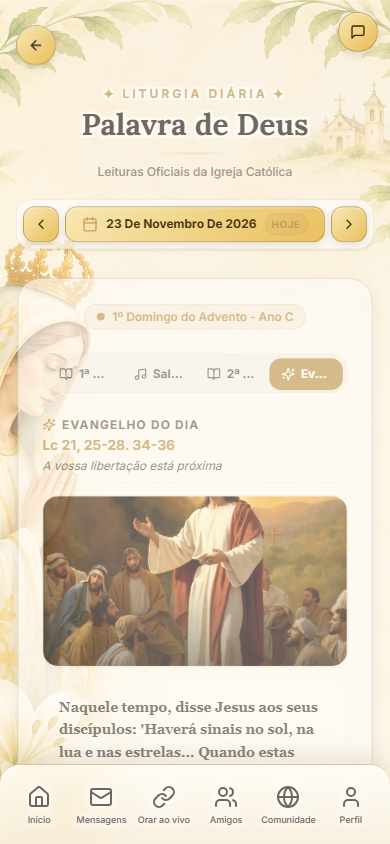 ✦ LITURGIA DIÁRIA ✦
Palavra de Deus
Leituras Oficiais da Igreja Católica
23 De Novembro De 2026 HOJE
1º Domingo do Advento - Ano C
1ª ... Sal... 2ª ... Ev...
EVANGELHO DO DIA
Lc 21, 25-28. 34-36
A vossa libertação está próxima
Naquele tempo, disse Jesus aos seus
discípulos: 'Haverá sinais no sol, na
lua e nas estrelas... Quando estas
Início Mensagens Orar ao vivo Amigos Comunidade Perfil